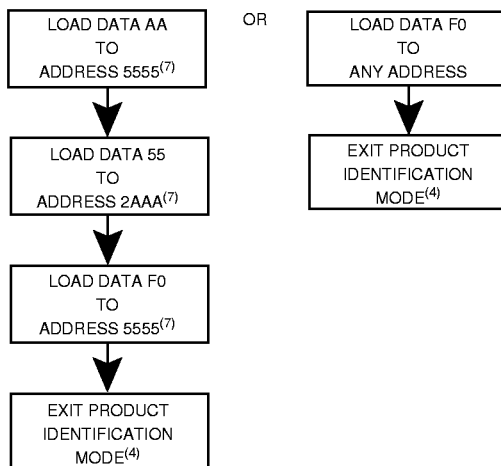 LOAD DATA AA
TO
ADDRESS 5555(7)
LOAD DATA 55
TO
ADDRESS 2AAA(7)
LOAD DATA F0
TO
ADDRESS 5555(7)
EXIT PRODUCT
IDENTIFICATION
MODE(4)
OR
LOAD DATA F0
TO
ANY ADDRESS
EXIT PRODUCT
IDENTIFICATION
MODE(4)